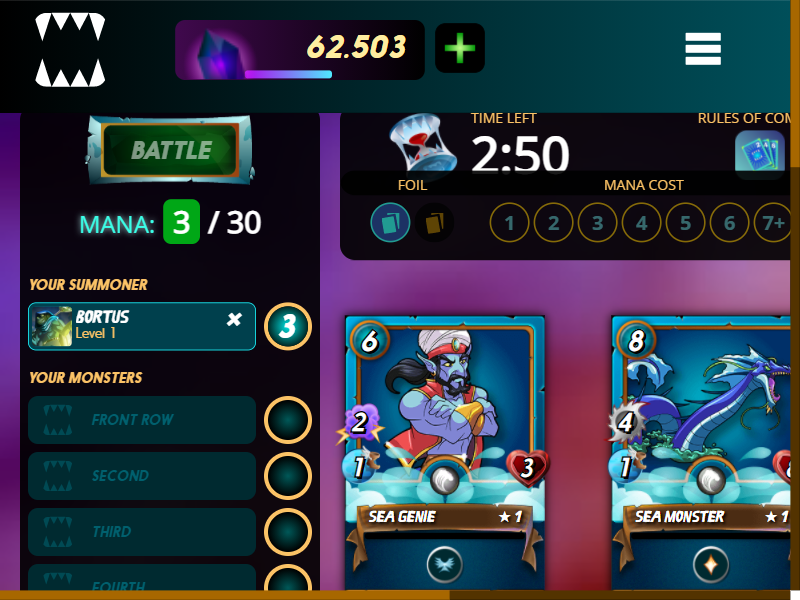 62.503
BATTLE
MANA: 3 / 30
YOUR SUMMONER
BORTUS
Level 1
3
YOUR MONSTERS
FRONT ROW
SECOND
THIRD
FOURTH
TIME LEFT
2:50
RULES OF COM
FOIL
MANA COST
1 2 3 4 5 6 7+
6
2
1
3
SEA GENIE ★ 1
8
4
1
SEA MONSTER ★ 1